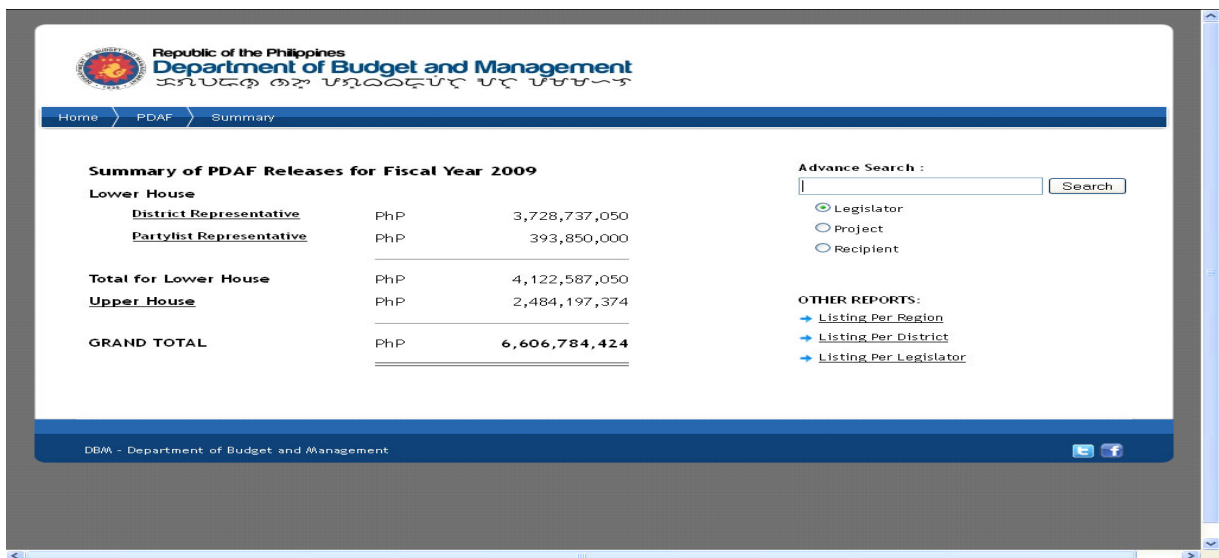 Republic of the Philippines
Department of Budget and Management
Home PDAF Summary
Summary of PDAF Releases for Fiscal Year 2009
Lower House
District Representative PhP 3,728,737,050
Partylist Representative PhP 393,850,000
Total for Lower House PhP 4,122,587,050
Upper House PhP 2,484,197,374
GRAND TOTAL PhP 6,606,784,424
Advance Search :
Search
Legislator
Project
Recipient
OTHER REPORTS:
Listing Per Region
Listing Per District
Listing Per Legislator
DBM - Department of Budget and Management